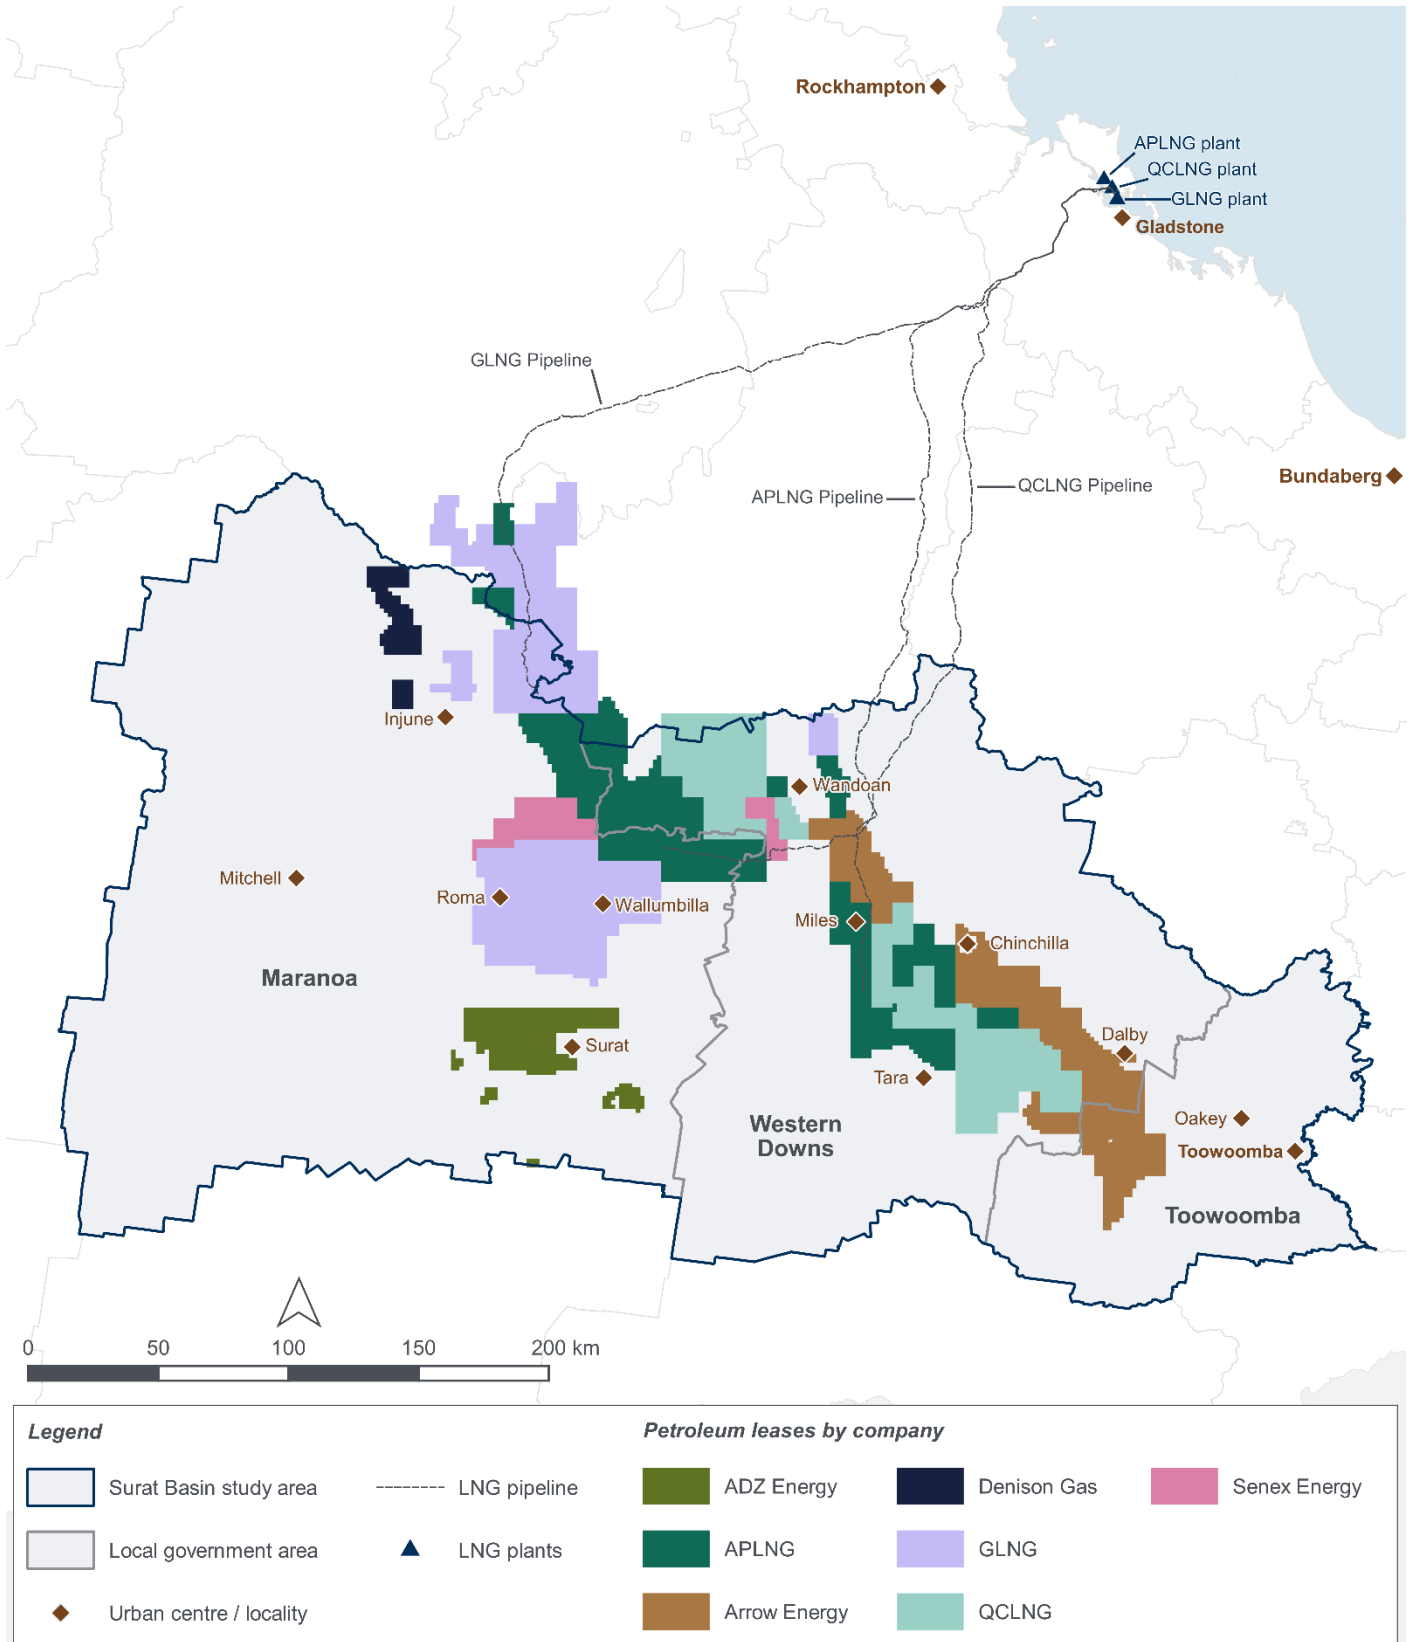 Rockhampton
APLNG plant
QCLNG plant
GLNG plant
Gladstone
GLNG Pipeline
APLNG Pipeline
QCLNG Pipeline
Bundaberg
Injune
Wandoan
Mitchell
Roma
Wallumbilla
Miles
Chinchilla
Maranoa
Surat
Dalby
Tara
Western
Downs
Oakey
Toowoomba
Toowoomba
0 50 100 150 200 km
Legend
Surat Basin study area
LNG pipeline
Local government area
LNG plants
Urban centre / locality
Petroleum leases by company
ADZ Energy
Denison Gas
Senex Energy
APLNG
GLNG
Arrow Energy
QCLNG